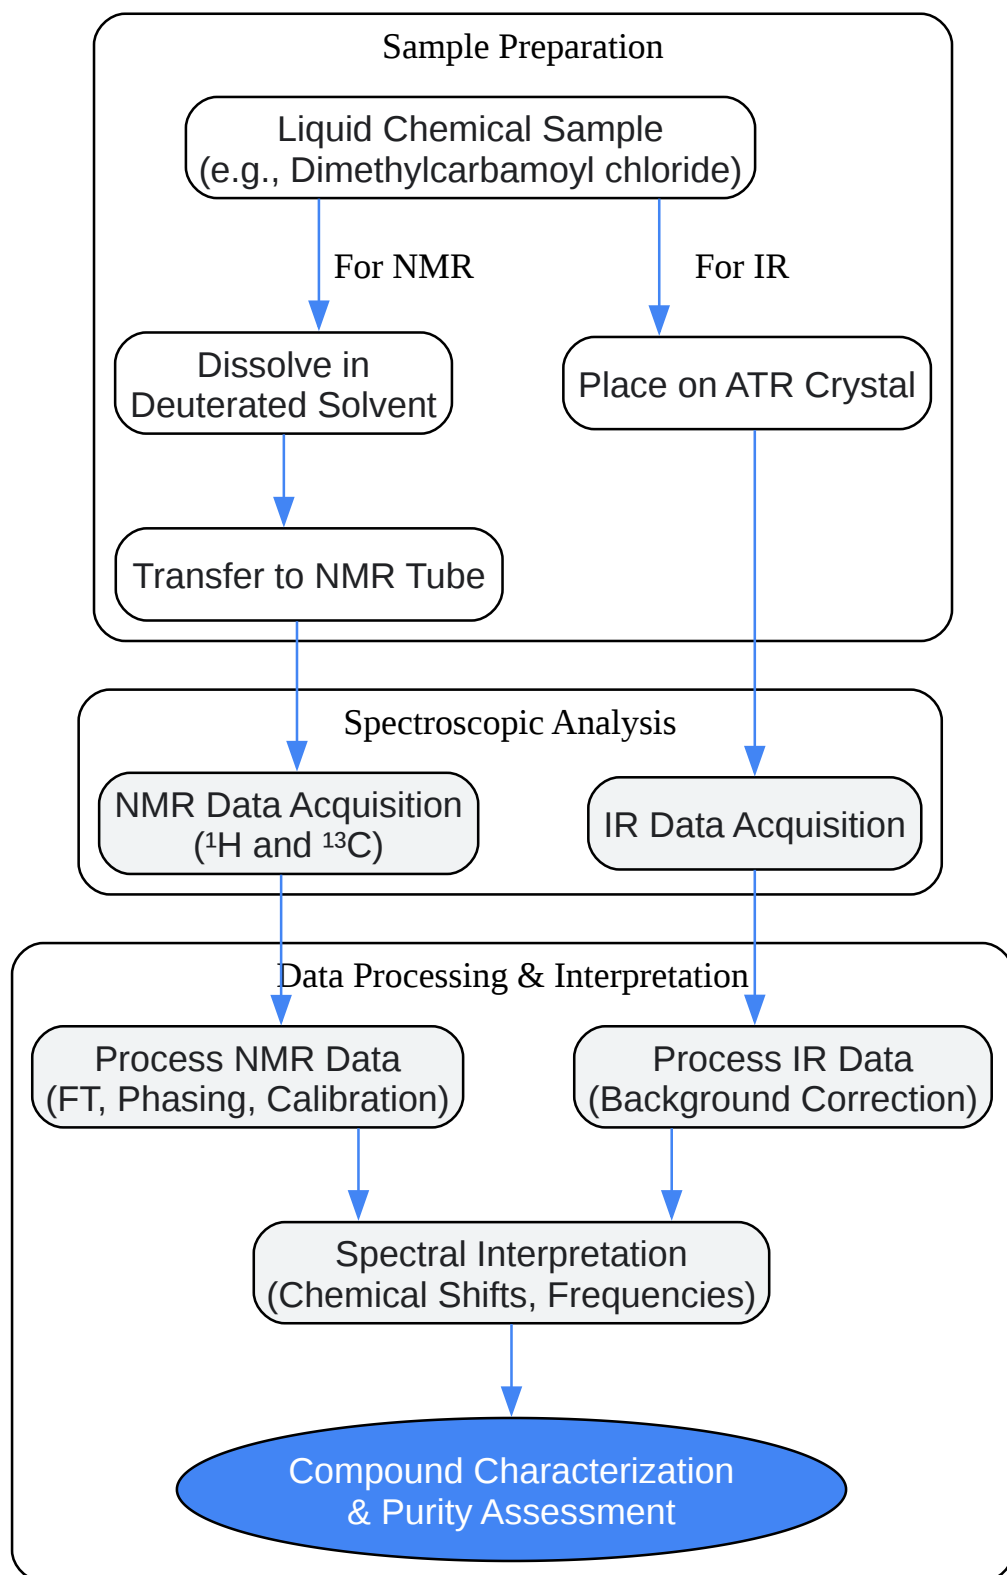 Sample Preparation
Liquid Chemical Sample
(e.g., Dimethylcarbamoyl chloride)
For NMR
For IR
Dissolve in
Deuterated Solvent
Place on ATR Crystal
Transfer to NMR Tube
Spectroscopic Analysis
NMR Data Acquisition
(¹H and ¹³C)
IR Data Acquisition
Data Processing & Interpretation
Process NMR Data
(FT, Phasing, Calibration)
Process IR Data
(Background Correction)
Spectral Interpretation
(Chemical Shifts, Frequencies)
Compound Characterization
& Purity Assessment